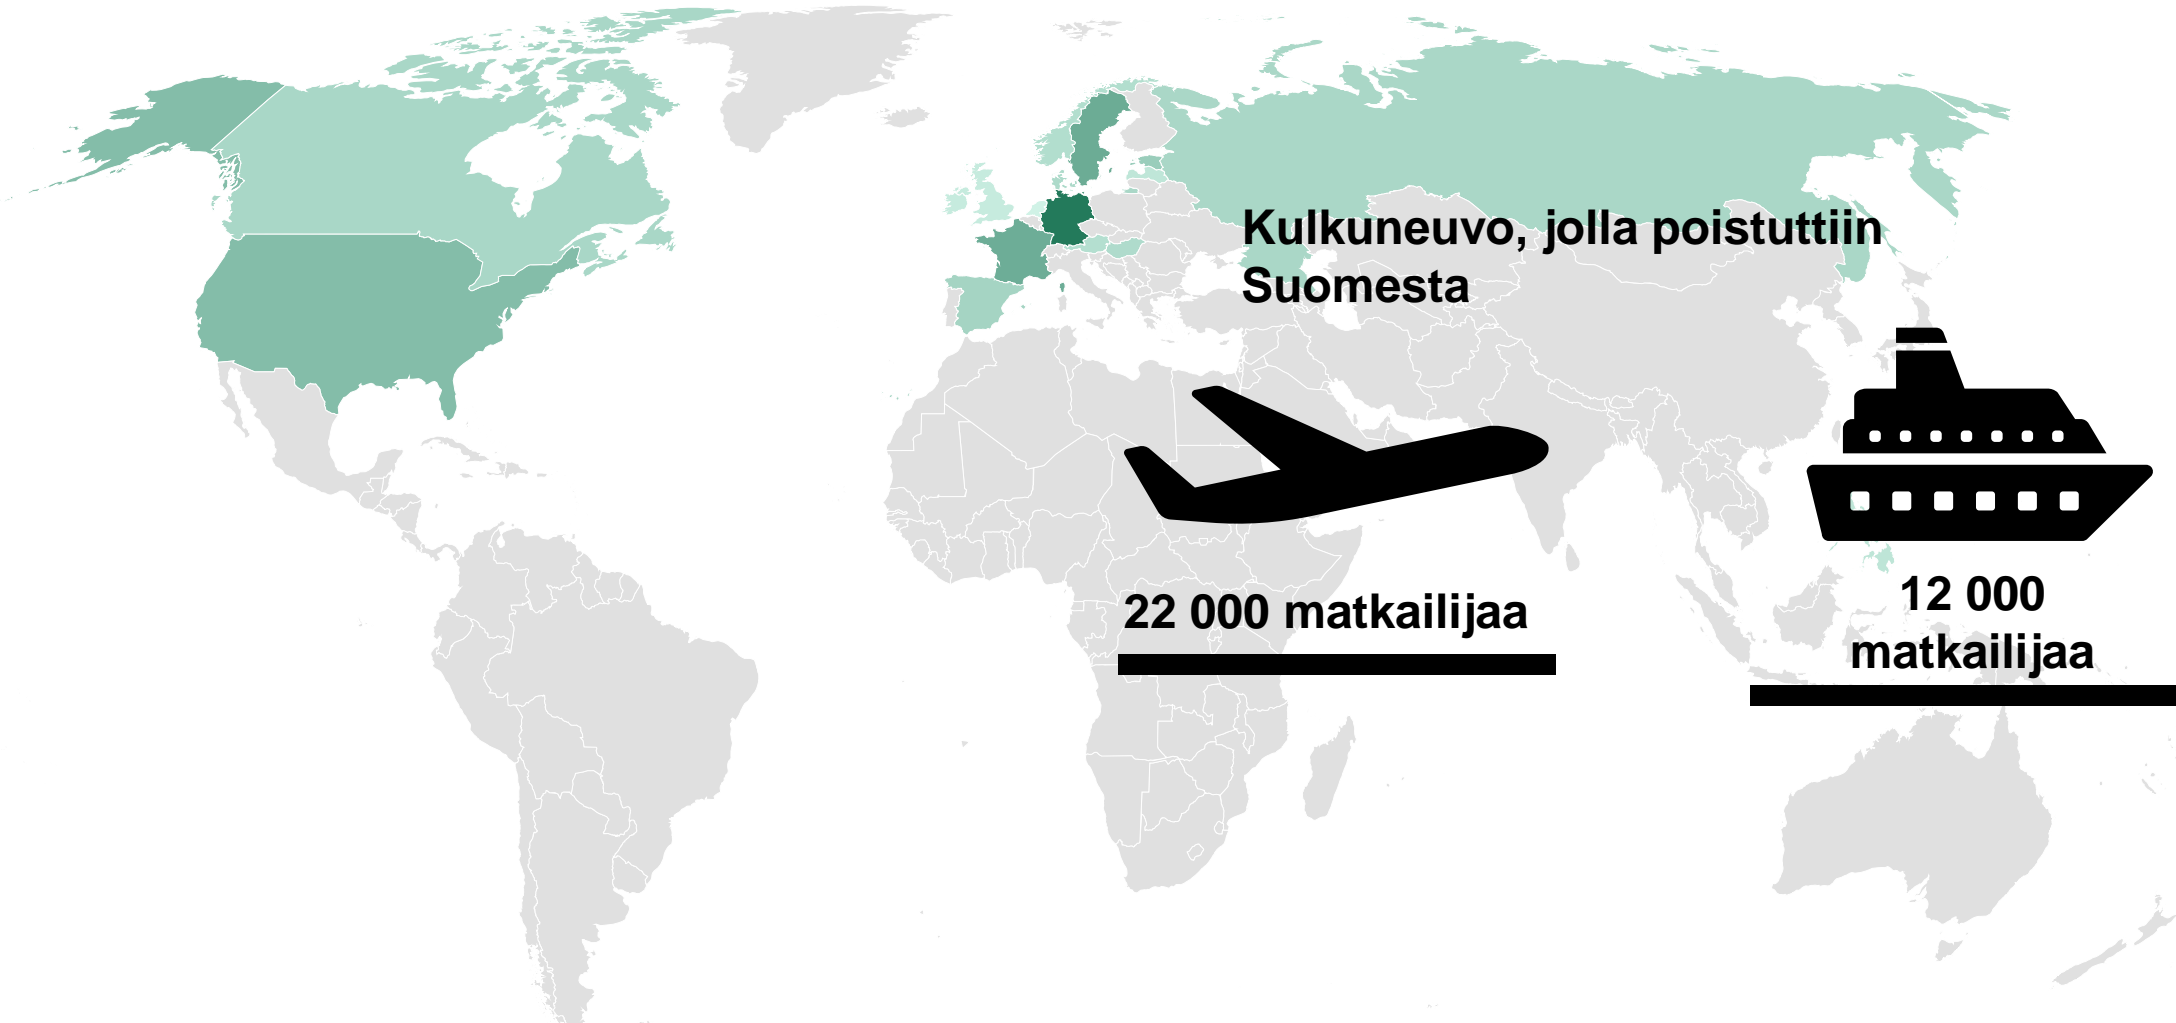 Kulkuneuvo, jolla poistuttiin
Suomesta
22 000 matkailijaa
12 000
matkailijaa